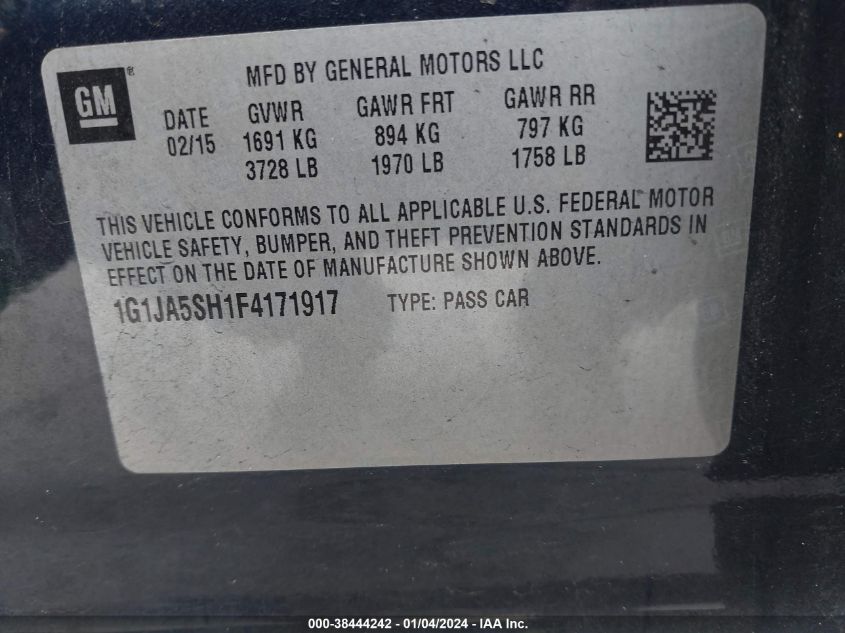 GM ®
MFD BY GENERAL MOTORS LLC
DATE GVWR GAWR FRT GAWR RR
02/15 1691 KG 894 KG 797 KG
3728 LB 1970 LB 1758 LB
THIS VEHICLE CONFORMS TO ALL APPLICABLE U.S. FEDERAL MOTOR
VEHICLE SAFETY, BUMPER, AND THEFT PREVENTION STANDARDS IN
EFFECT ON THE DATE OF MANUFACTURE SHOWN ABOVE.
1G1JA5SH1F4171917 TYPE: PASS CAR
000-38444242 - 01/04/2024 - IAA Inc.